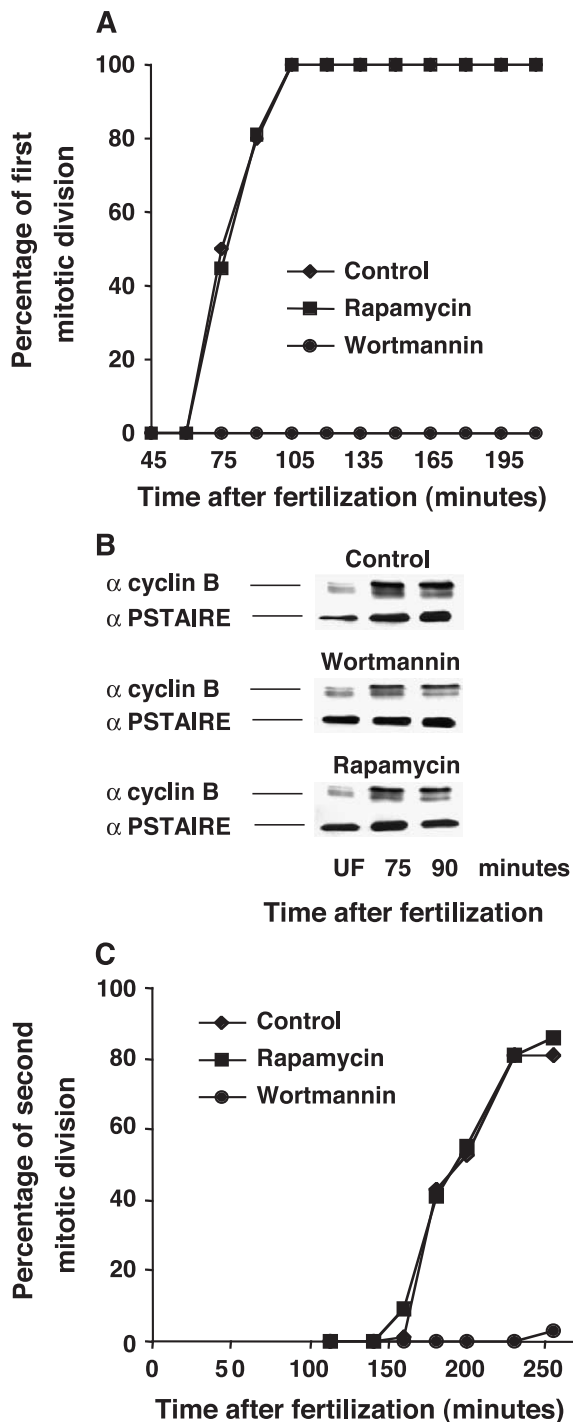 A
Percentage of first
mitotic division
100
80
60
40
20
0
Control
Rapamycin
Wortmannin
45 75 105 135 165 195
Time after fertilization (minutes)
B
Control
α cyclin B
α PSTAIRE
Wortmannin
α cyclin B
α PSTAIRE
Rapamycin
α cyclin B
α PSTAIRE
UF 75 90 minutes
Time after fertilization
C
Percentage of second
mitotic division
100
80
60
40
20
0
Control
Rapamycin
Wortmannin
0 50 100 150 200 250
Time after fertilization (minutes)